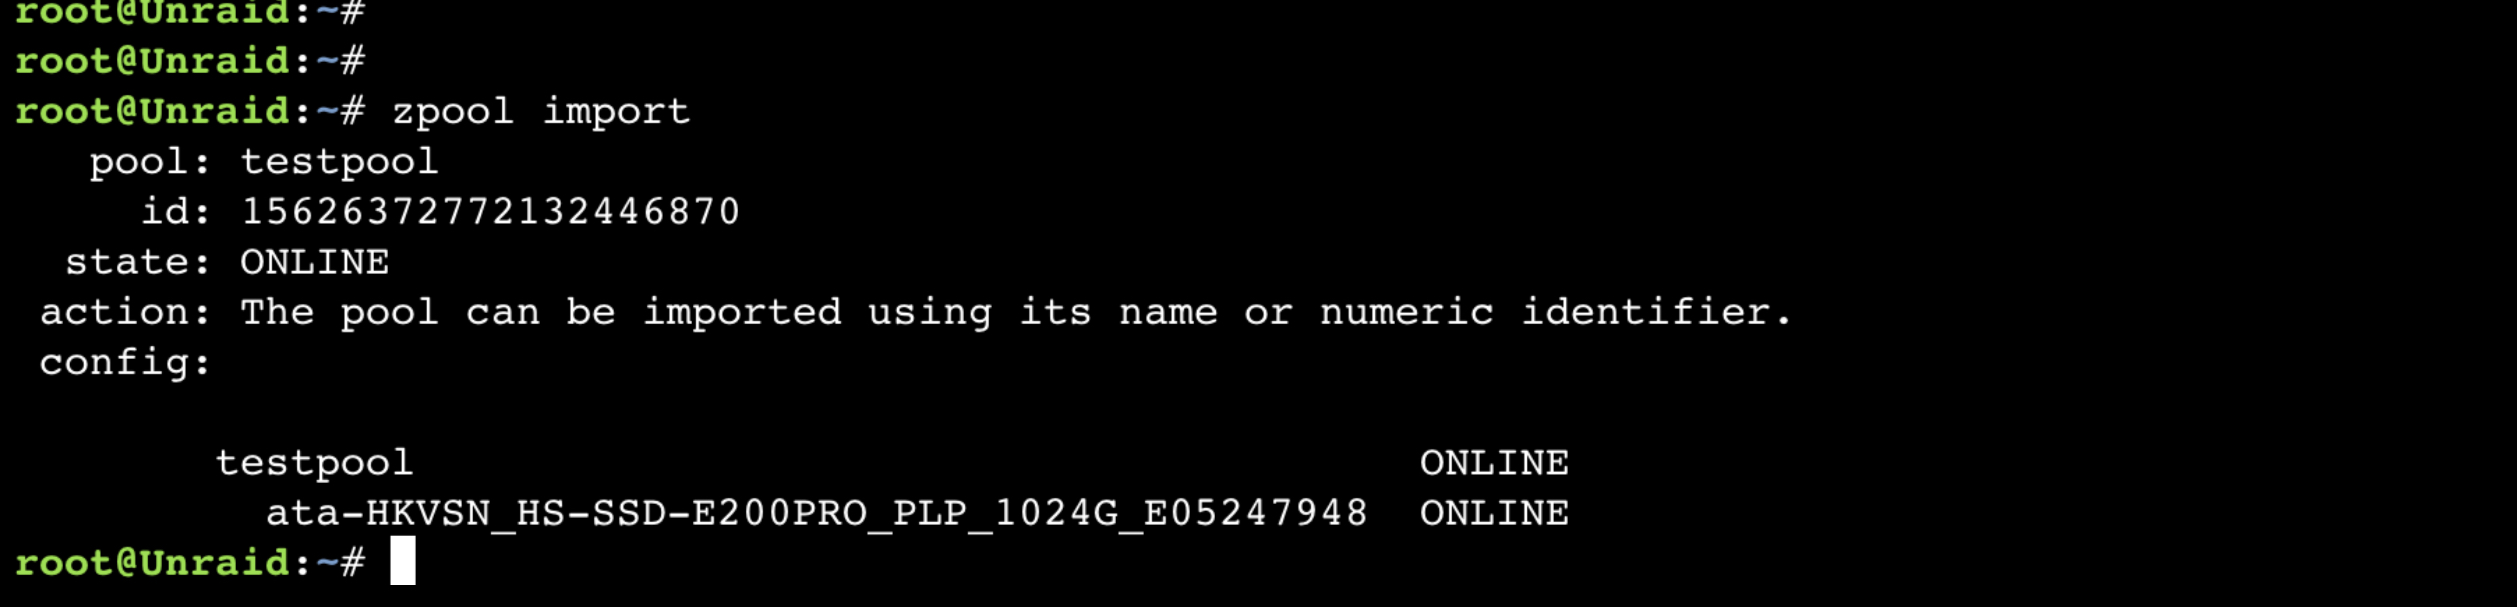 root@Unraid:~#
root@Unraid:~#
root@Unraid:~# zpool import
   pool: testpool
     id: 15626372772132446870
  state: ONLINE
 action: The pool can be imported using its name or numeric identifier.
 config:

        testpool                                        ONLINE
          ata-HKVSN_HS-SSD-E200PRO_PLP_1024G_E05247948  ONLINE
root@Unraid:~#